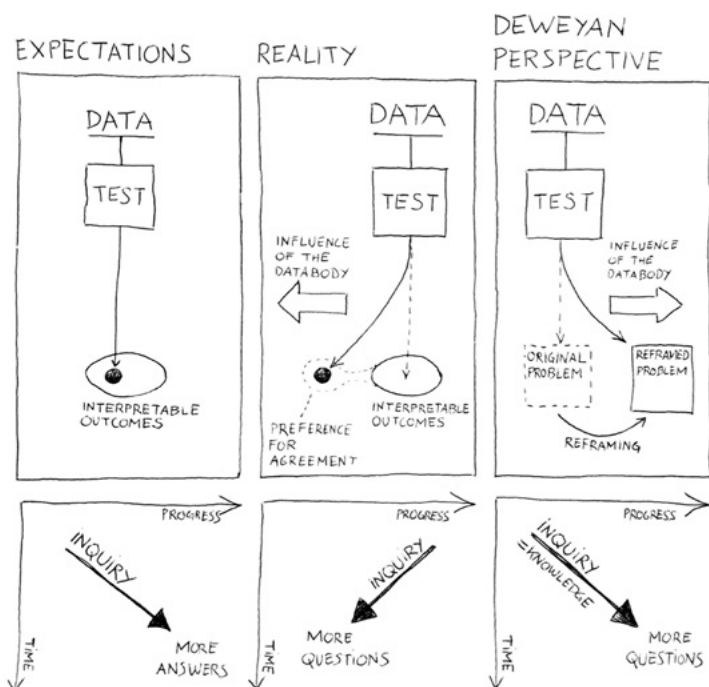 EXPECTATIONS
DATA
TEST
INTERPRETABLE
OUTCOMES
REALITY
DATA
TEST
INFLUENCE
OF THE
DATABODY
INTERPRETABLE
OUTCOMES
PREFERENCE
FOR
AGREEMENT
DEWEYAN
PERSPECTIVE
DATA
TEST
INFLUENCE
OF THE
DATABODY
ORIGINAL
PROBLEM
REFRAMED
PROBLEM
REFRAMING
PROGRESS
INQUIRY
MORE
ANSWERS
TIME
PROGRESS
INQUIRY
MORE
QUESTIONS
TIME
PROGRESS
INQUIRY
=KNOWLEDGE
MORE
QUESTIONS
TIME